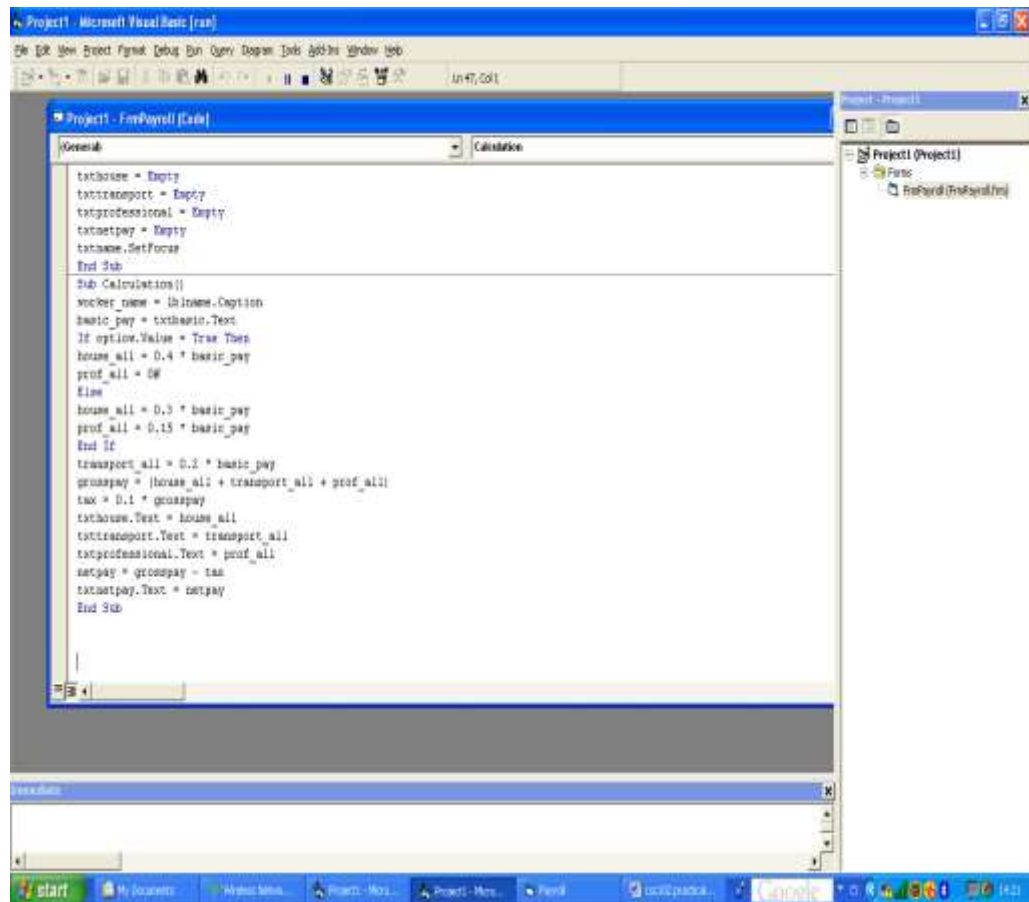 Project1 - Microsoft Visual Basic [run]
File Edit View Project Format Debug Run Query Diagram Tools Add-Ins Window Help
Ln 47, Col 1
Project - Project1
Project1 - FrmPayroll (Code)
(General)
Calculation
Project1 (Project1)
Forms
FrmPayroll (FrmPayroll.frm)
txthouse = Empty
txttransport = Empty
txtprofessional = Empty
txtnetpay = Empty
txtname.SetFocus
End Sub
Sub Calculation()
worker_name = lblname.Caption
basic_pay = txtbasic.Text
If optlow.Value = True Then
house_all = 0.4 * basic_pay
prof_all = 0#
Else
house_all = 0.3 * basic_pay
prof_all = 0.15 * basic_pay
End If
transport_all = 0.2 * basic_pay
grosspay = (house_all + transport_all + prof_all)
tax = 0.1 * grosspay
txthouse.Text = house_all
txttransport.Text = transport_all
txtprofessional.Text = prof_all
netpay = grosspay - tax
txtnetpay.Text = netpay
End Sub
Immediate
start
My Documents
Wireless Netwo...
Project1 - Micr...
Project1 - Micr...
Payroll
Google
14:21